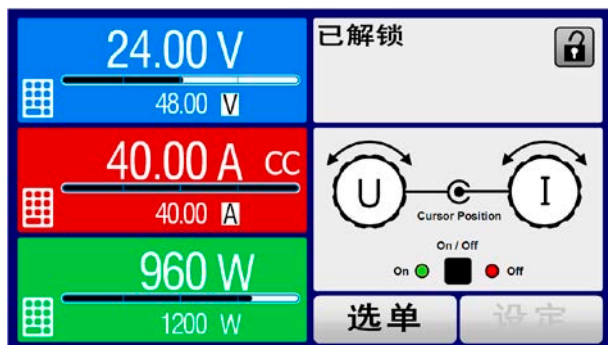 24.00 V
48.00 V
40.00 A CC
40.00 A
960 W
1200 W
已解锁
U
I
Cursor Position
On / Off
On
Off
选单
设定